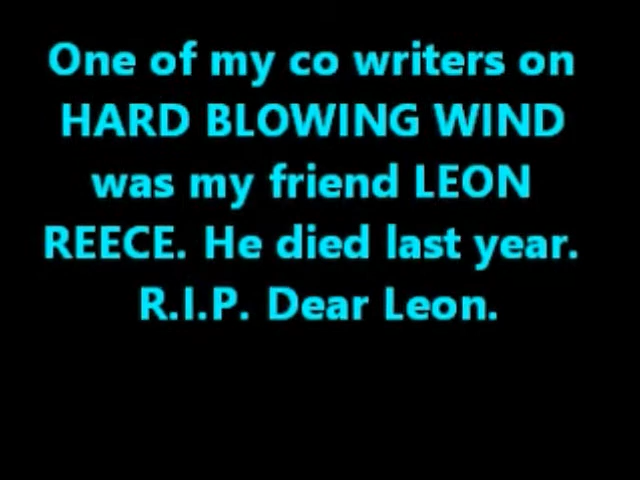 One of my co writers on
HARD BLOWING WIND
was my friend LEON
REECE. He died last year.
R.I.P. Dear Leon.